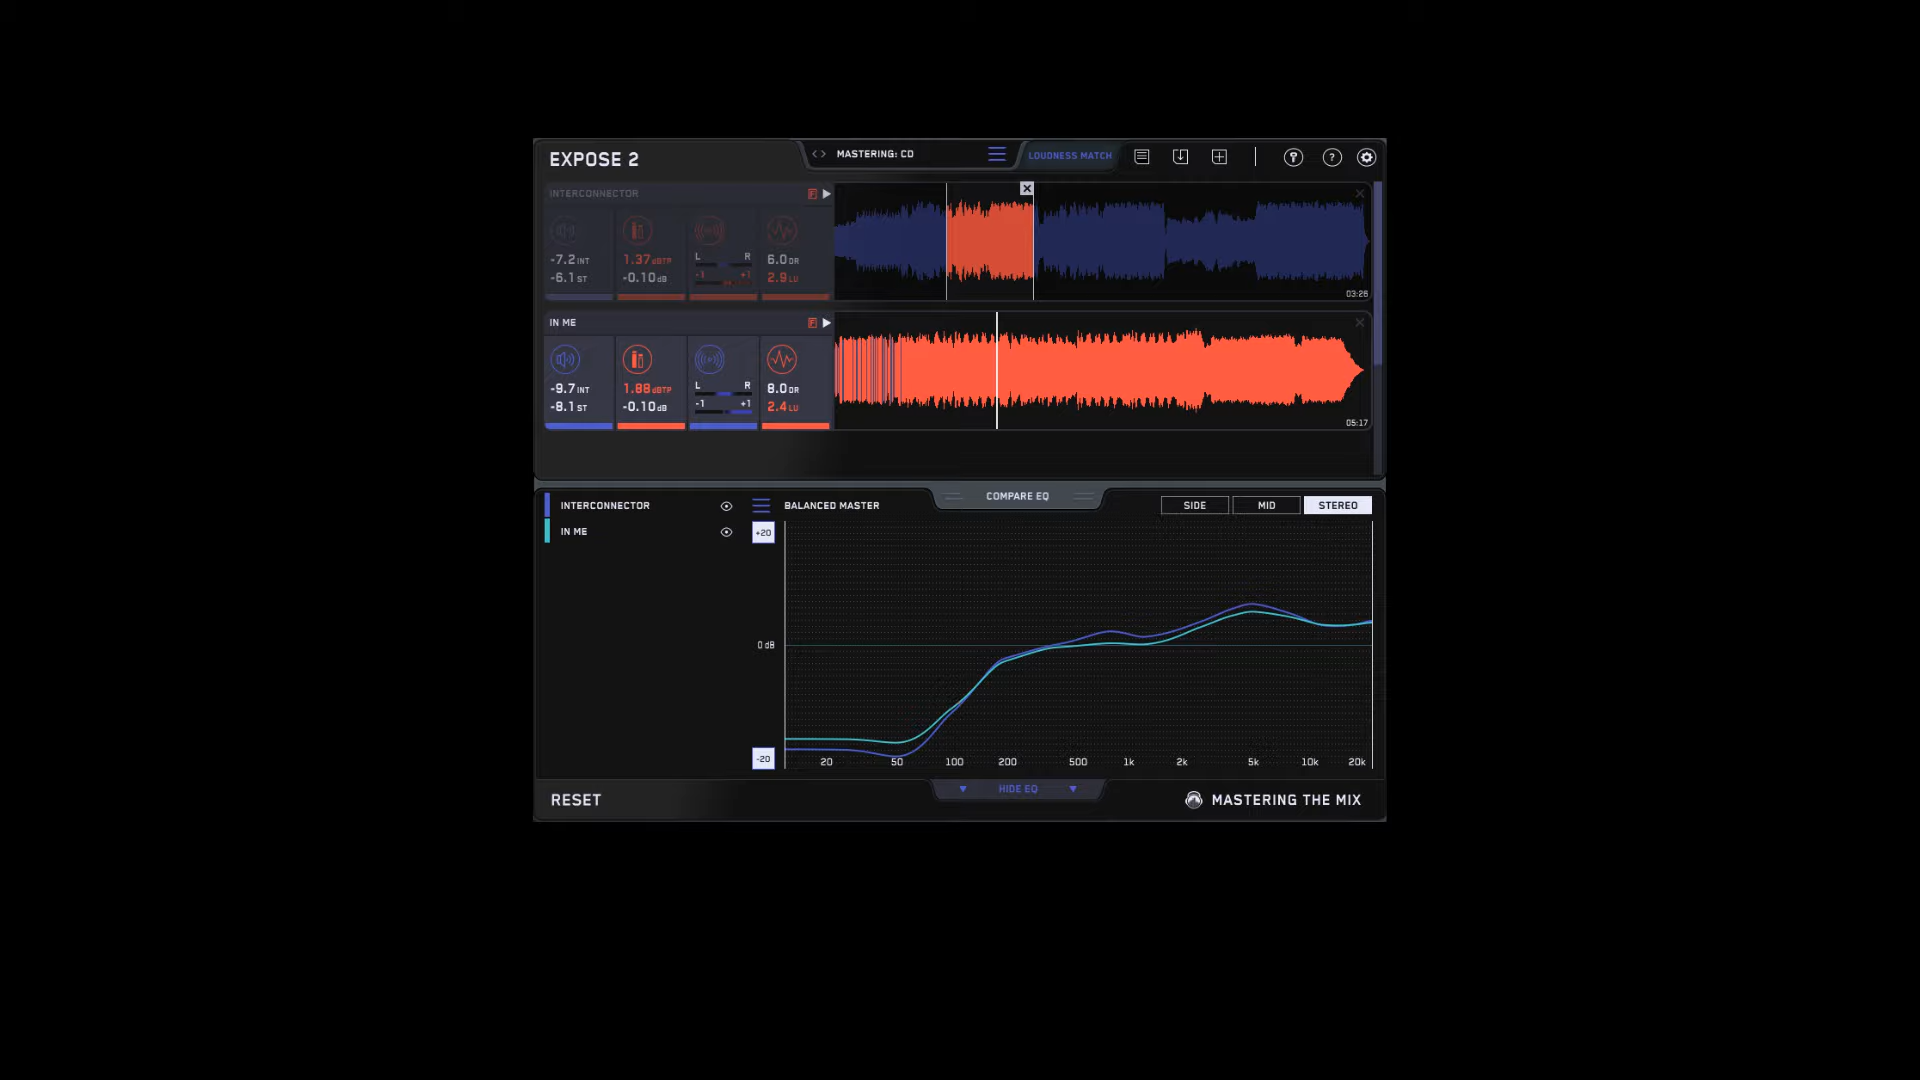 EXPOSE 2
<> MASTERING: CD
LOUDNESS MATCH
?
INTERCONNECTOR
F
-7.2 INT
-6.1 ST
1.37 dBTP
-0.10 dB
L R
-1 +1
6.0 DR
2.9 LU
03:28
IN ME
F
-9.7 INT
-8.1 ST
1.88 dBTP
-0.10 dB
L R
-1 +1
8.0 DR
2.4 LU
05:17
COMPARE EQ
INTERCONNECTOR
IN ME
BALANCED MASTER
SIDE MID STEREO
+20
0 dB
-20
20 50 100 200 500 1k 2k 5k 10k 20k
HIDE EQ
RESET
MASTERING THE MIX